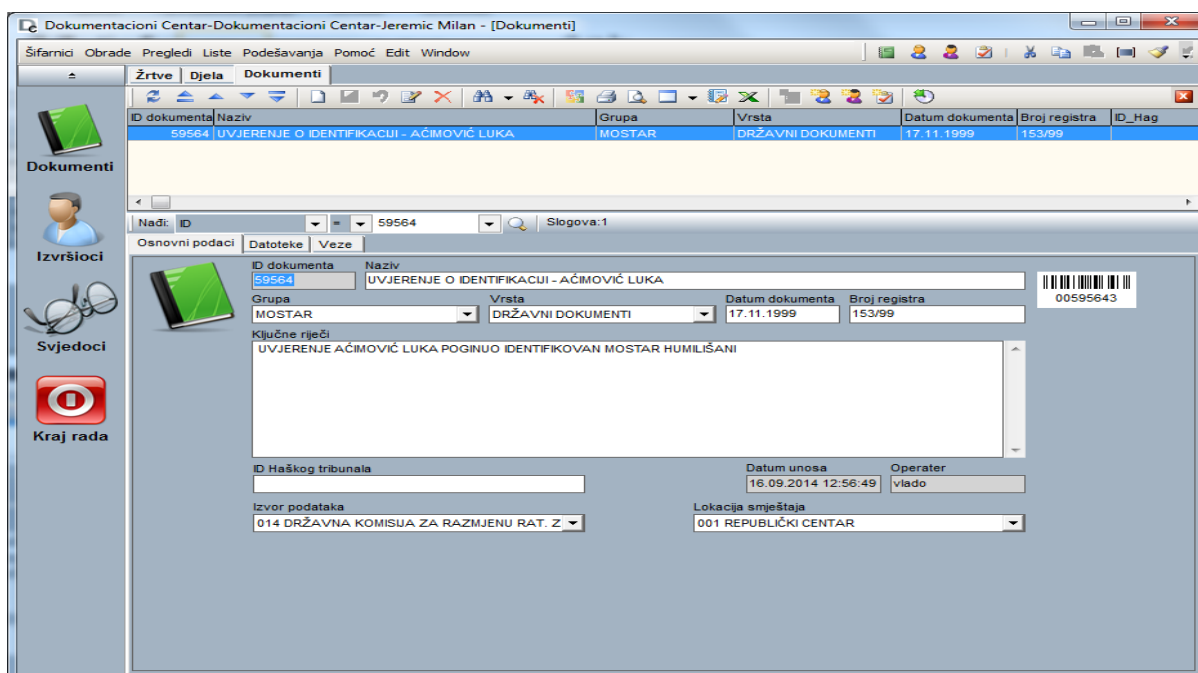 Dokumentacioni Centar-Dokumentacioni Centar-Jeremic Milan - [Dokumenti]
Šifarnici Obrade Pregledi Liste Podešavanja Pomoć Edit Window
Žrtve Djela Dokumenti
ID dokumenta Naziv Grupa Vrsta Datum dokumenta Broj registra ID_Hag
59564 UVJERENJE O IDENTIFIKACIJI - AĆIMOVIĆ LUKA MOSTAR DRŽAVNI DOKUMENTI 17.11.1999 153/99
Dokumenti
Izvršioci
Svjedoci
Kraj rada
Nađi: ID = 59564 Slogova:1
Osnovni podaci Datoteke Veze
ID dokumenta Naziv
59564 UVJERENJE O IDENTIFIKACIJI - AĆIMOVIĆ LUKA
00595643
Grupa Vrsta Datum dokumenta Broj registra
MOSTAR DRŽAVNI DOKUMENTI 17.11.1999 153/99
Ključne riječi
UVJERENJE AĆIMOVIĆ LUKA POGINUO IDENTIFIKOVAN MOSTAR HUMILIŠANI
ID Haškog tribunala Datum unosa Operater
16.09.2014 12:56:49 vlado
Izvor podataka Lokacija smještaja
014 DRŽAVNA KOMISIJA ZA RAZMJENU RAT. Z 001 REPUBLIČKI CENTAR